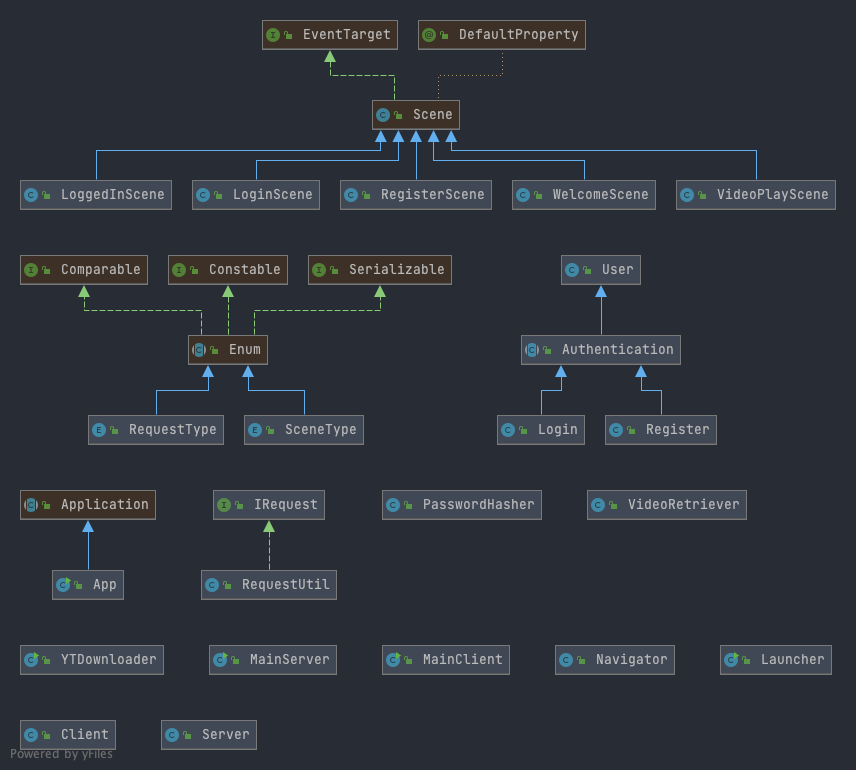 EventTarget
DefaultProperty
Scene
LoggedInScene
LoginScene
RegisterScene
WelcomeScene
VideoPlayScene
Comparable
Constable
Serializable
User
Enum
Authentication
RequestType
SceneType
Login
Register
Application
IRequest
PasswordHasher
VideoRetriever
App
RequestUtil
YTDownloader
MainServer
MainClient
Navigator
Launcher
Client
Server
Powered by yFiles